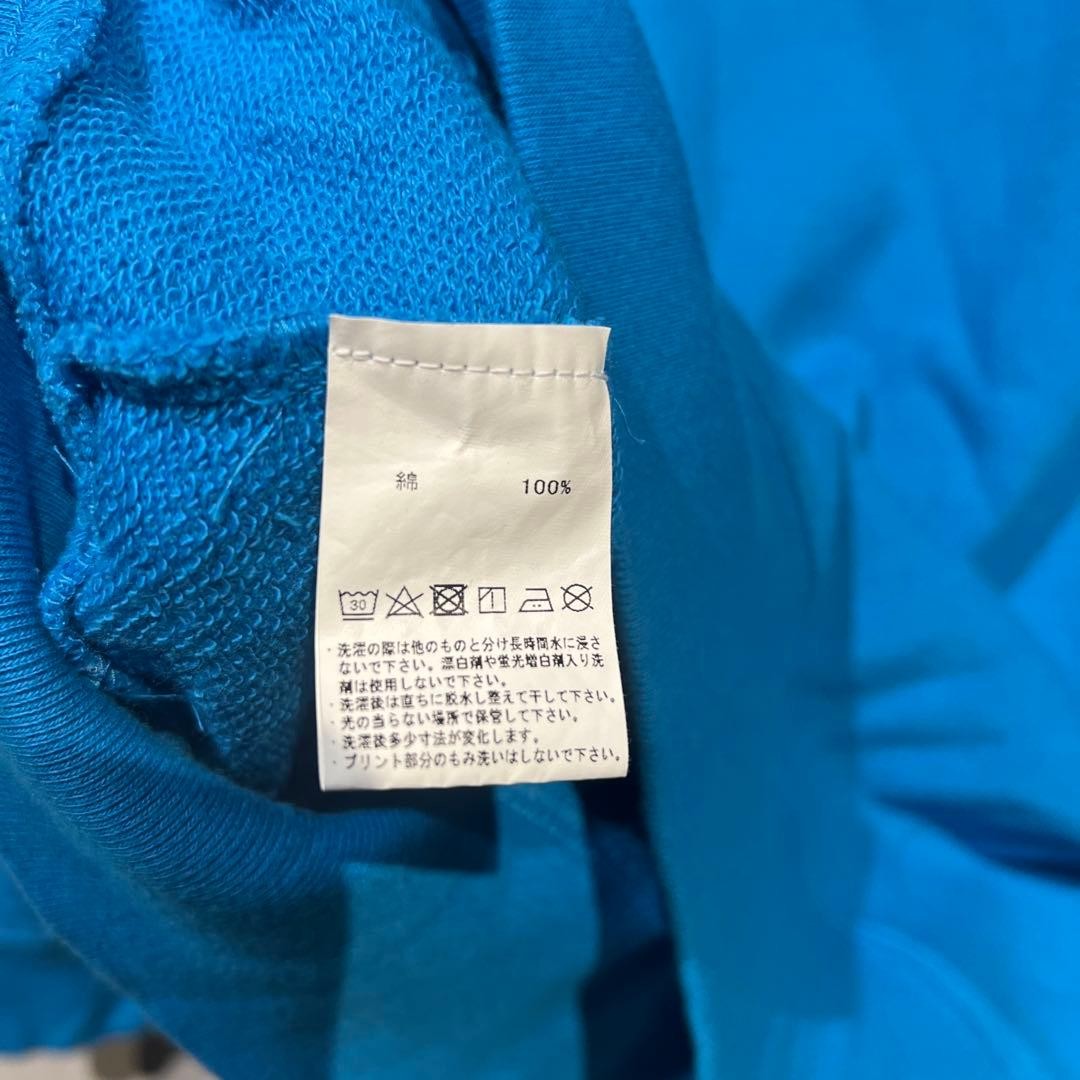 綿 100%
30
・洗濯の際は他のものと分け長時間水に浸さ
ないで下さい。漂白剤や蛍光増白剤入り洗
剤は使用しないで下さい。
・洗濯後は直ちに脱水し整えて干して下さい。
・光の当らない場所で保管して下さい。
・洗濯後多少寸法が変化します。
・プリント部分のもみ洗いはしないで下さい。